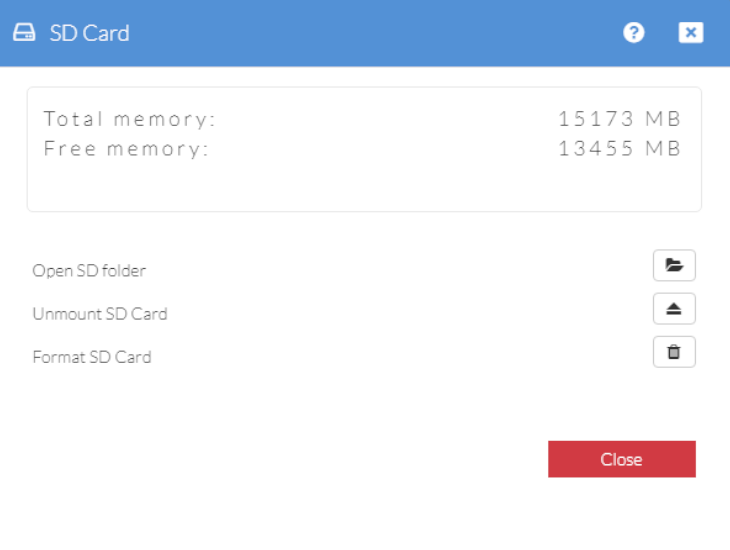 SD Card
Total memory: 15173 MB
Free memory: 13455 MB
Open SD folder
Unmount SD Card
Format SD Card
Close